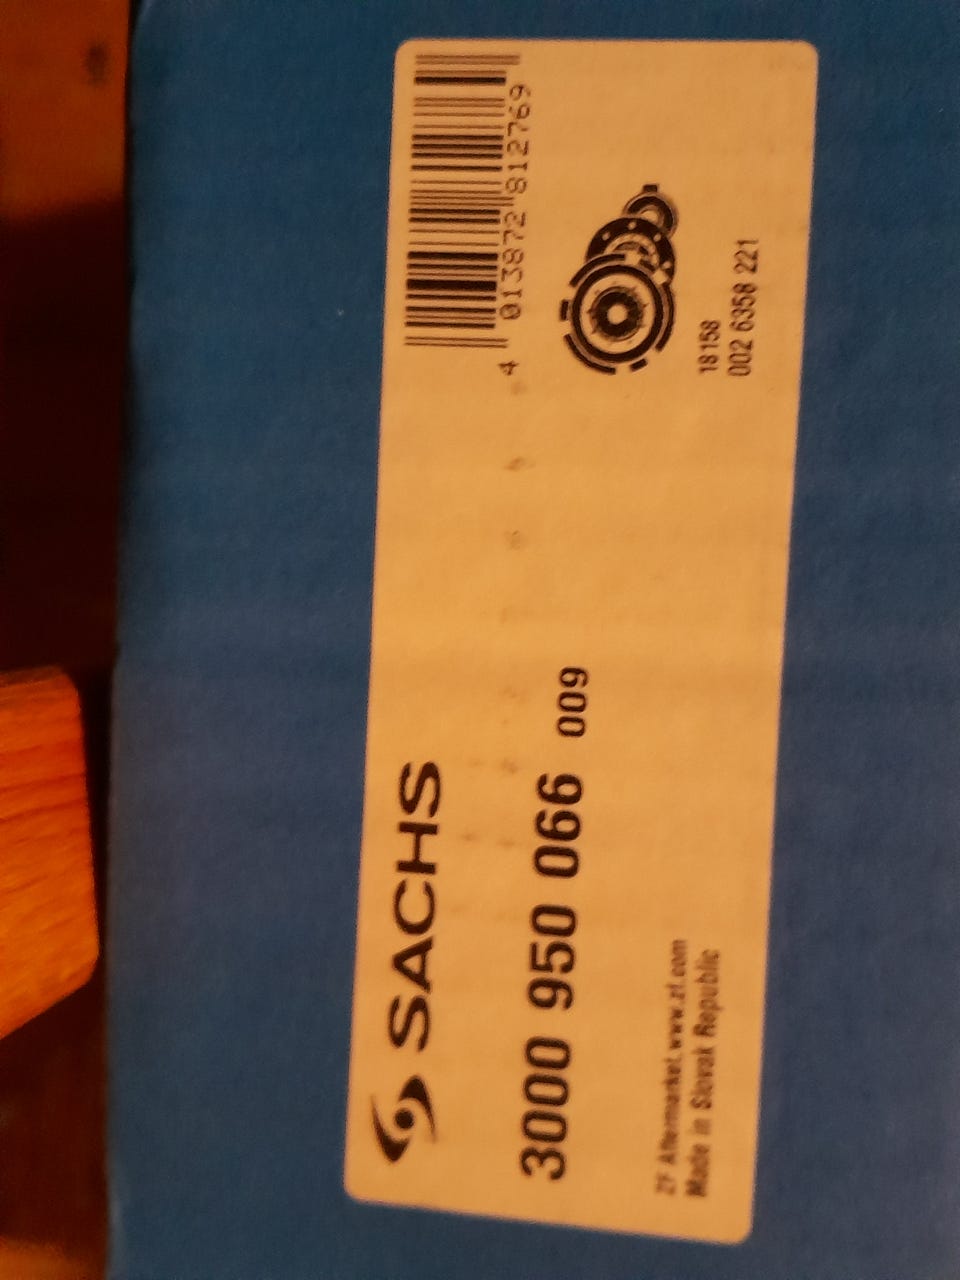 SACHS
4 013872 812769
3000 950 066 009
18158
002 6358 221
ZF Aftermarket.www.zf.com
Made in Slovak Republic